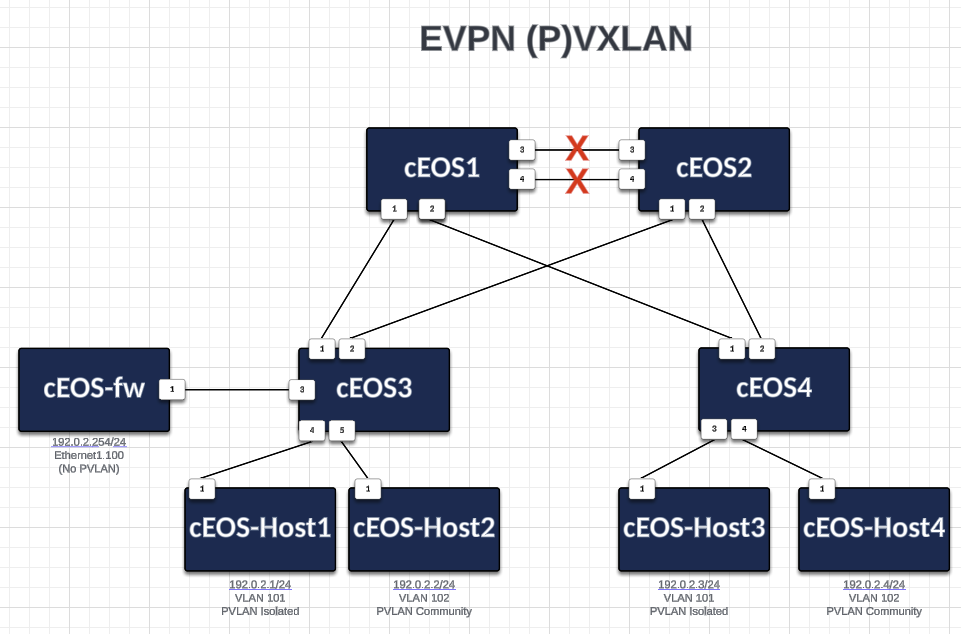 EVPN (P)VXLAN
cEOS1
cEOS2
3
3
4
4
1
2
1
2
1
2
1
2
cEOS-fw
1
3
cEOS3
cEOS4
4
5
3
4
192.0.2.254/24
Ethernet1.100
(No PVLAN)
1
1
1
1
cEOS-Host1
cEOS-Host2
cEOS-Host3
cEOS-Host4
192.0.2.1/24
VLAN 101
PVLAN Isolated
192.0.2.2/24
VLAN 102
PVLAN Community
192.0.2.3/24
VLAN 101
PVLAN Isolated
192.0.2.4/24
VLAN 102
PVLAN Community